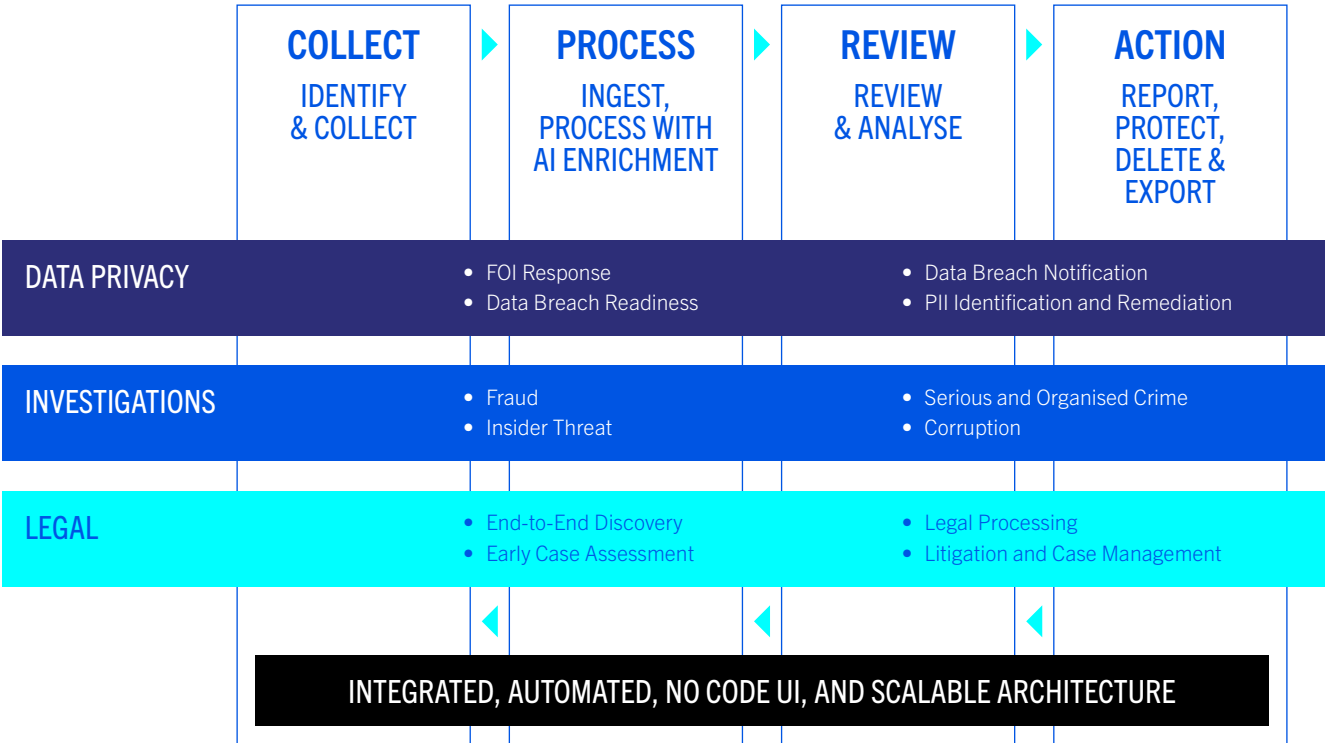 COLLECT
IDENTIFY
& COLLECT
PROCESS
INGEST,
PROCESS WITH
AI ENRICHMENT
REVIEW
REVIEW
& ANALYSE
ACTION
REPORT,
PROTECT,
DELETE &
EXPORT
DATA PRIVACY
• FOI Response
• Data Breach Readiness
• Data Breach Notification
• PII Identification and Remediation
INVESTIGATIONS
• Fraud
• Insider Threat
• Serious and Organised Crime
• Corruption
LEGAL
• End-to-End Discovery
• Early Case Assessment
• Legal Processing
• Litigation and Case Management
INTEGRATED, AUTOMATED, NO CODE UI, AND SCALABLE ARCHITECTURE